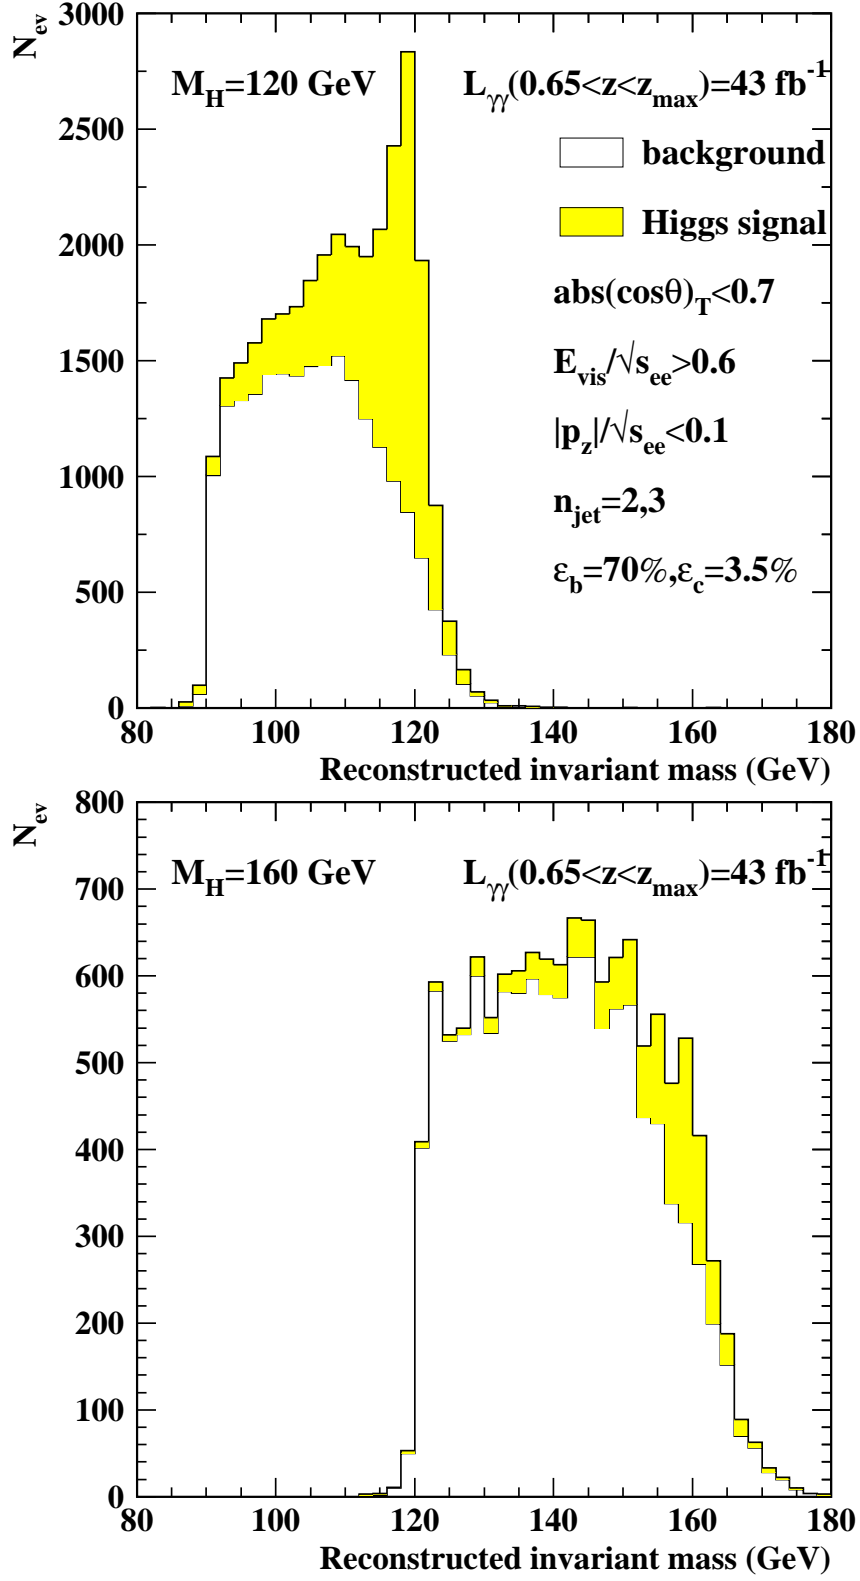 N_ev
3000
M_H=120 GeV
L_γγ(0.65<z<z_max)=43 fb^-1
background
Higgs signal
abs(cosθ)_T<0.7
E_vis/√s_ee>0.6
|p_z|/√s_ee<0.1
n_jet=2,3
ε_b=70%,ε_c=3.5%
2500
2000
1500
1000
500
0
80 100 120 140 160 180
Reconstructed invariant mass (GeV)
N_ev
800
M_H=160 GeV
L_γγ(0.65<z<z_max)=43 fb^-1
700
600
500
400
300
200
100
0
80 100 120 140 160 180
Reconstructed invariant mass (GeV)